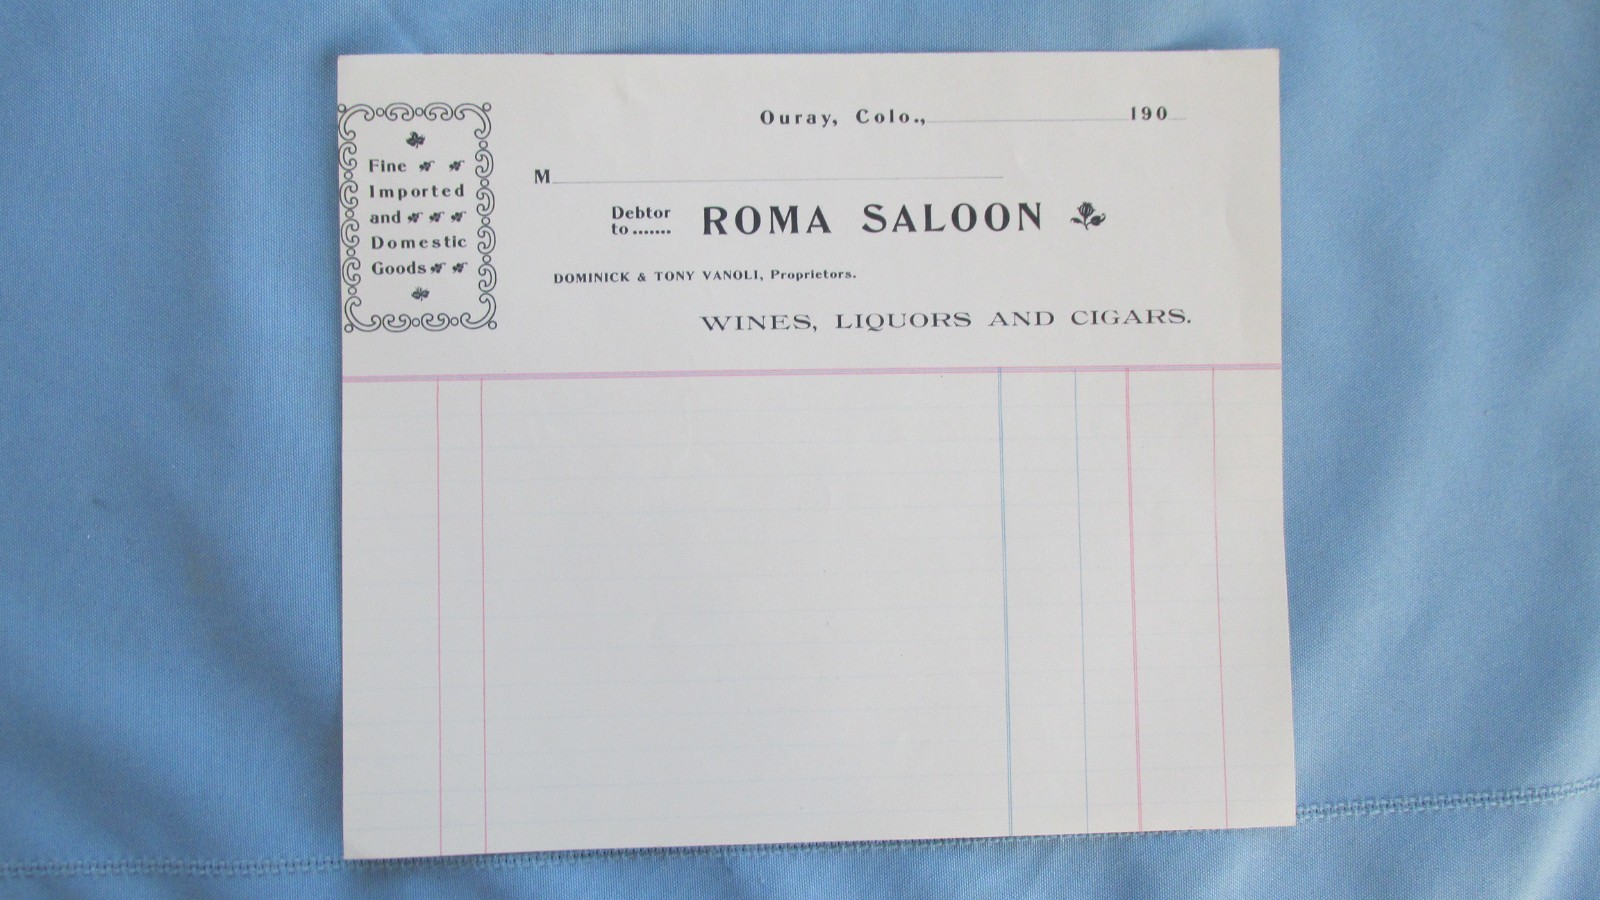 Ouray, Colo.,
190
Fine
Imported
and
Domestic
Goods
M
Debtor
to.......
ROMA SALOON
DOMINICK & TONY VANOLI, Proprietors.
WINES, LIQUORS AND CIGARS.